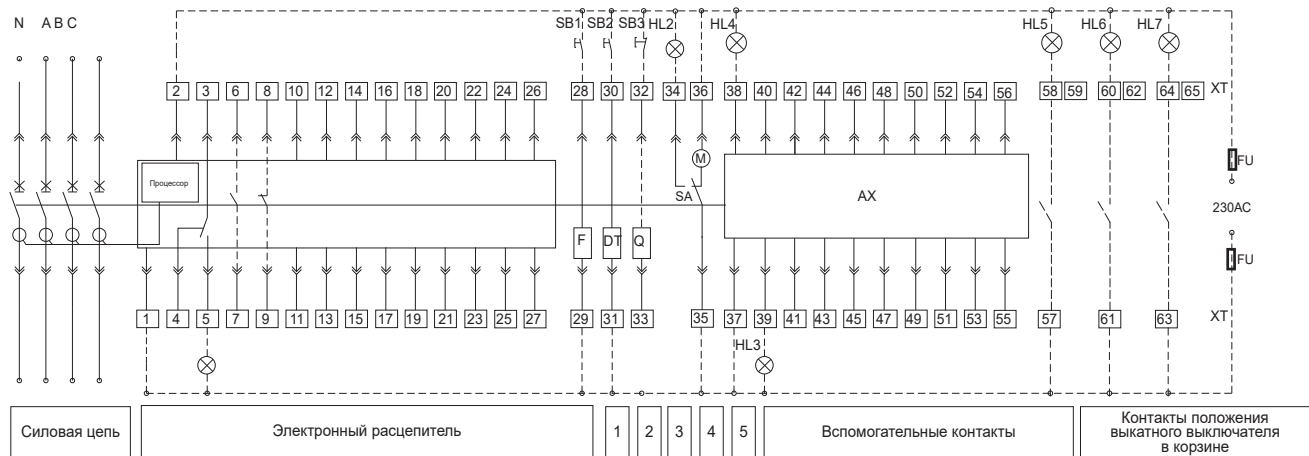 N A B C SB1 SB2 SB3 HL2 HL4 HL5 HL6 HL7
2 3 6 8 10 12 14 16 18 20 22 24 26 28 30 32 34 36 38 40 42 44 46 48 50 52 54 56 58 59 60 62 64 65 XT
FU
M
Процессор
SA AX
230AC
F DT Q
FU
1 4 5 7 9 11 13 15 17 19 21 23 25 27 29 31 33 35 37 39 41 43 45 47 49 51 53 55 57 61 63 XT
HL3
Силовая цепь
Электронный расцепитель
1 2 3 4 5
Вспомогательные контакты
Контакты положения
выкатного выключателя
в корзине